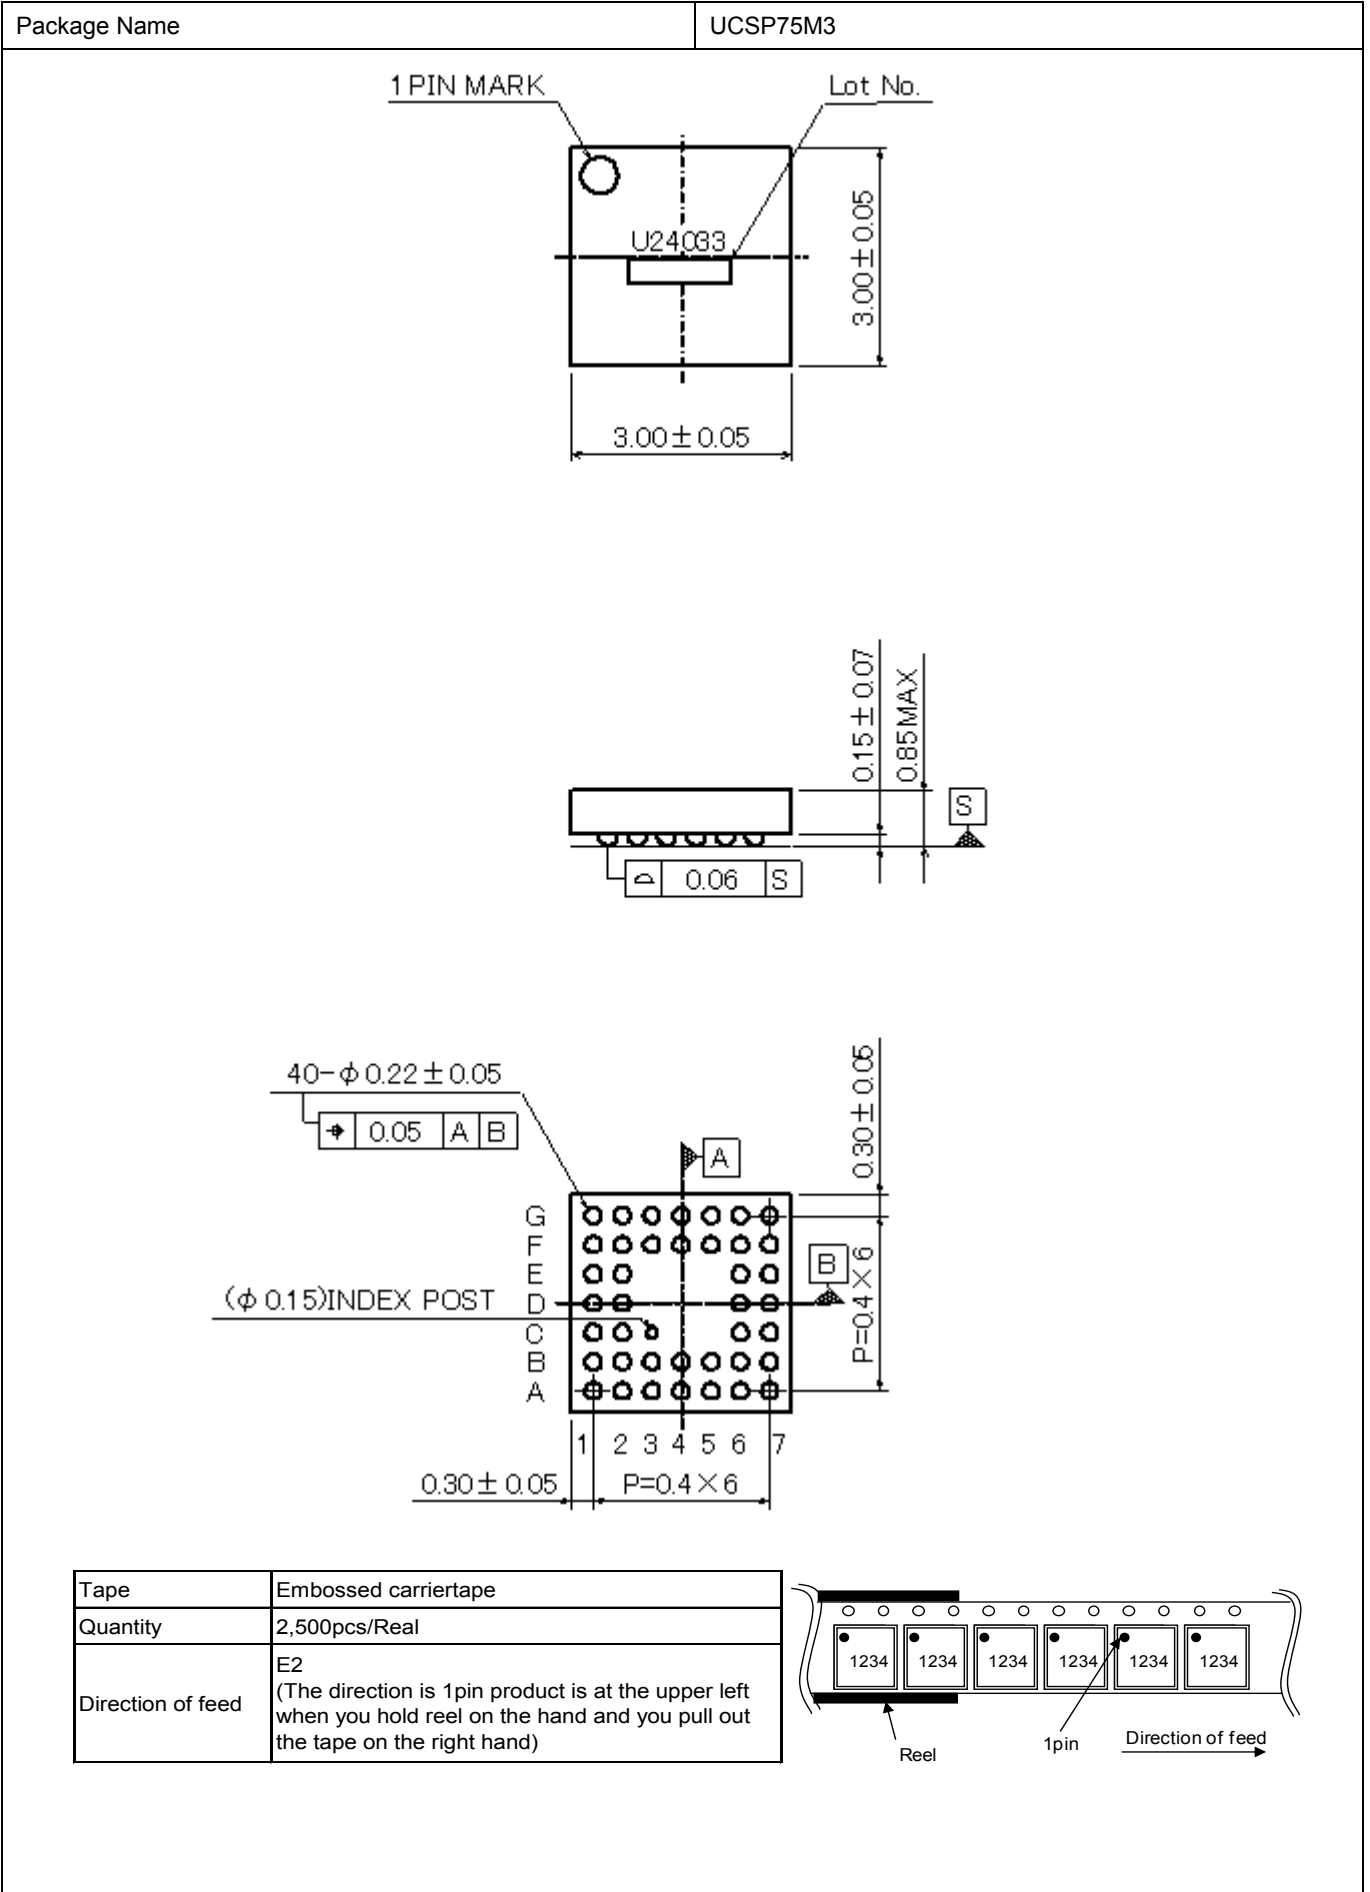 Package Name UCSP75M3
1PIN MARK Lot No.
U24033
3.00±0.05
3.00±0.05
0.15±0.07
0.85MAX
S
⌓ 0.06 S
40-φ0.22±0.05
⌖ 0.05 A B
A
0.30±0.05
G
F
E
B
P=0.4×6
(φ0.15)INDEX POST
D
C
B
A
1 2 3 4 5 6 7
0.30±0.05 P=0.4×6
Tape Embossed carriertape
Quantity 2,500pcs/Real
Direction of feed E2
(The direction is 1pin product is at the upper left
when you hold reel on the hand and you pull out
the tape on the right hand)
1234 1234 1234 1234 1234 1234
Reel 1pin Direction of feed